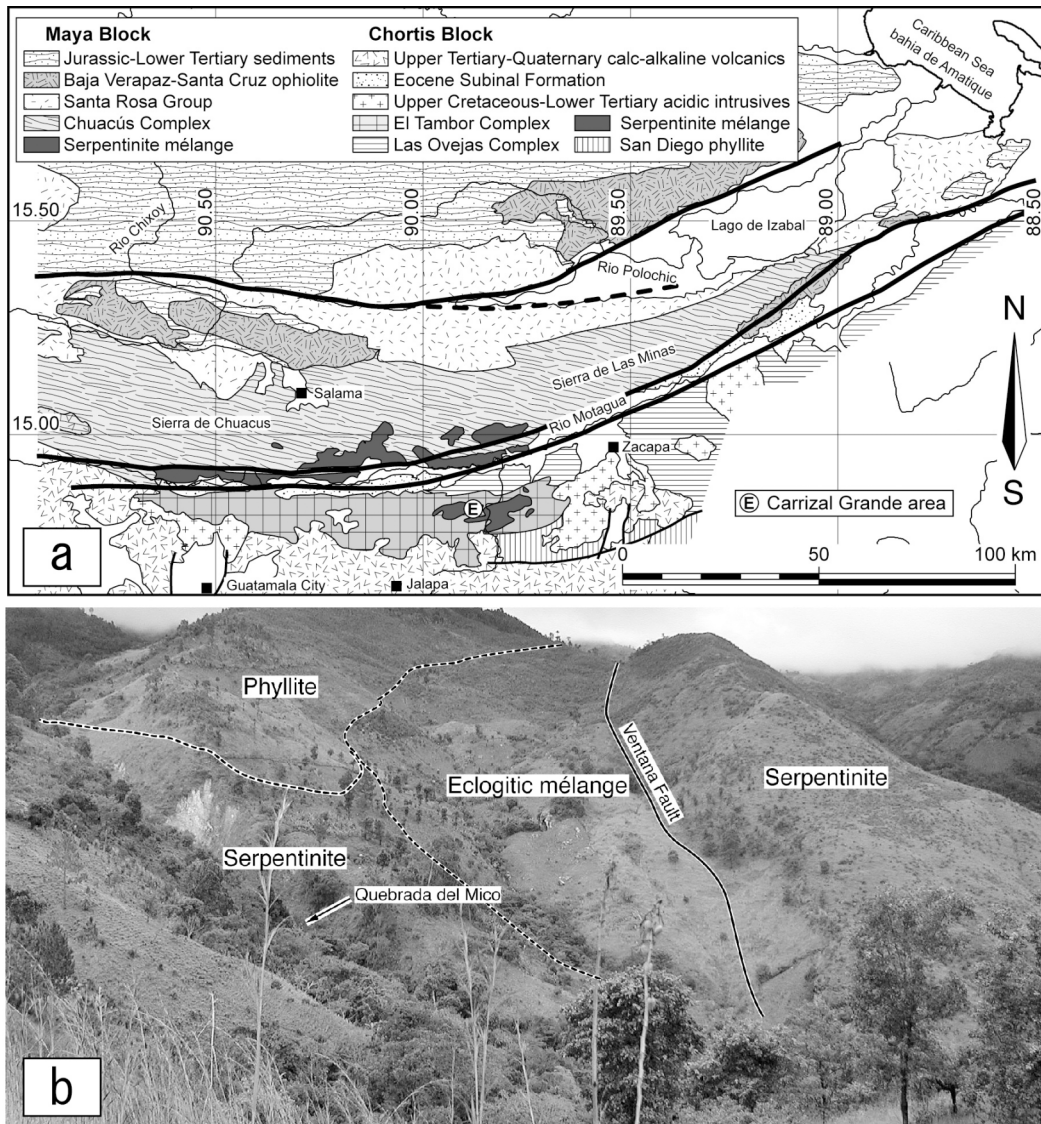 Maya Block
Jurassic-Lower Tertiary sediments
Baja Verapaz-Santa Cruz ophiolite
Santa Rosa Group
Chuacús Complex
Serpentinite mélange
Chortis Block
Upper Tertiary-Quaternary calc-alkaline volcanics
Eocene Subinal Formation
Upper Cretaceous-Lower Tertiary acidic intrusives
El Tambor Complex
Serpentinite mélange
Las Ovejas Complex
San Diego phyllite
Caribbean Sea
bahia de Amatique
15.50
15.00
90.50
90.00
89.50
89.00
88.50
Rio Chixoy
Lago de Izabal
Rio Polochic
Sierra de Las Minas
Rio Motagua
Salama
Sierra de Chuacus
Zacapa
E
N
S
E Carrizal Grande area
0 50 100 km
Guatamala City
Jalapa
a
Phyllite
Eclogitic mélange
Ventana Fault
Serpentinite
Serpentinite
Quebrada del Mico
b